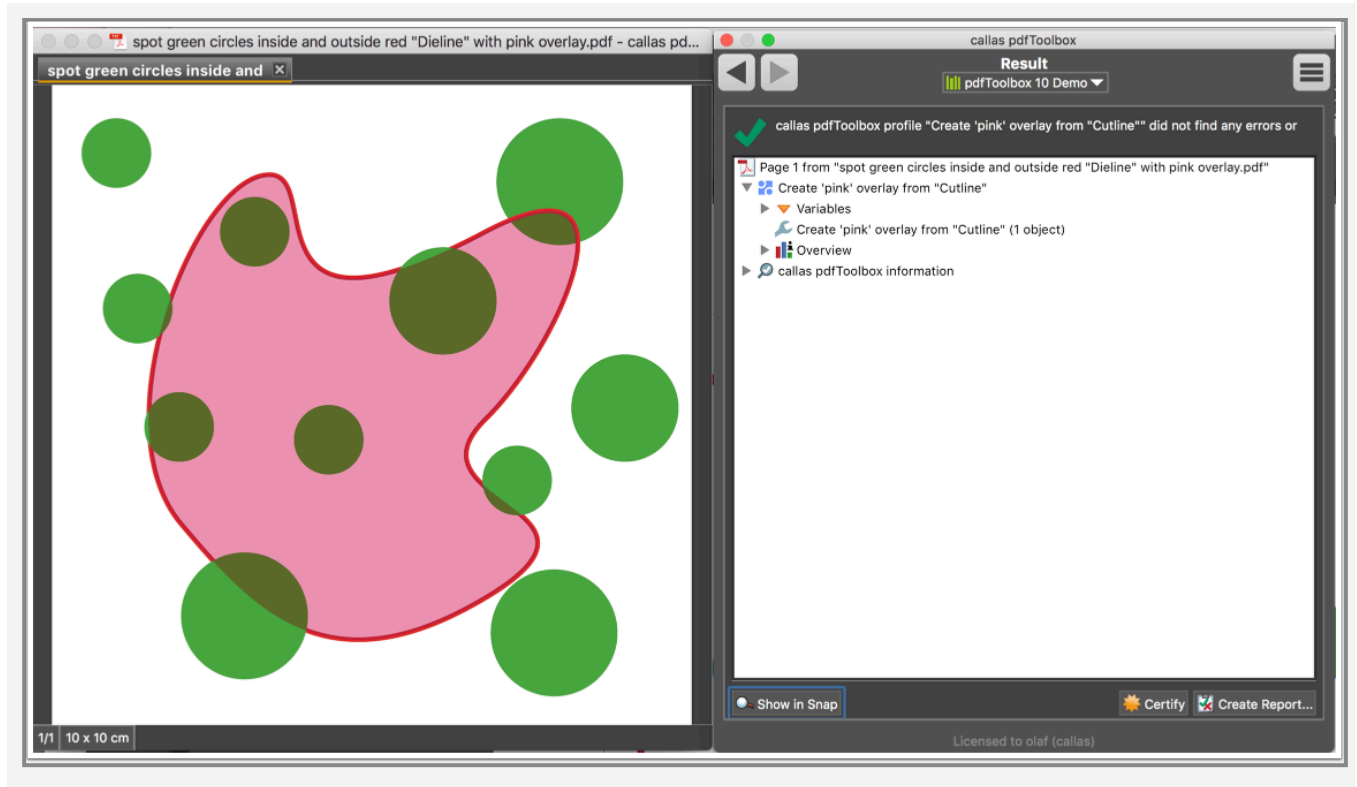 spot green circles inside and outside red "Dieline" with pink overlay.pdf - callas pd...
spot green circles inside and
1/1 10 x 10 cm
callas pdfToolbox
Result
pdfToolbox 10 Demo
callas pdfToolbox profile "Create 'pink' overlay from "Cutline"" did not find any errors or
Page 1 from "spot green circles inside and outside red "Dieline" with pink overlay.pdf"
Create 'pink' overlay from "Cutline"
Variables
Create 'pink' overlay from "Cutline" (1 object)
Overview
callas pdfToolbox information
Show in Snap
Certify
Create Report...
Licensed to olaf (callas)